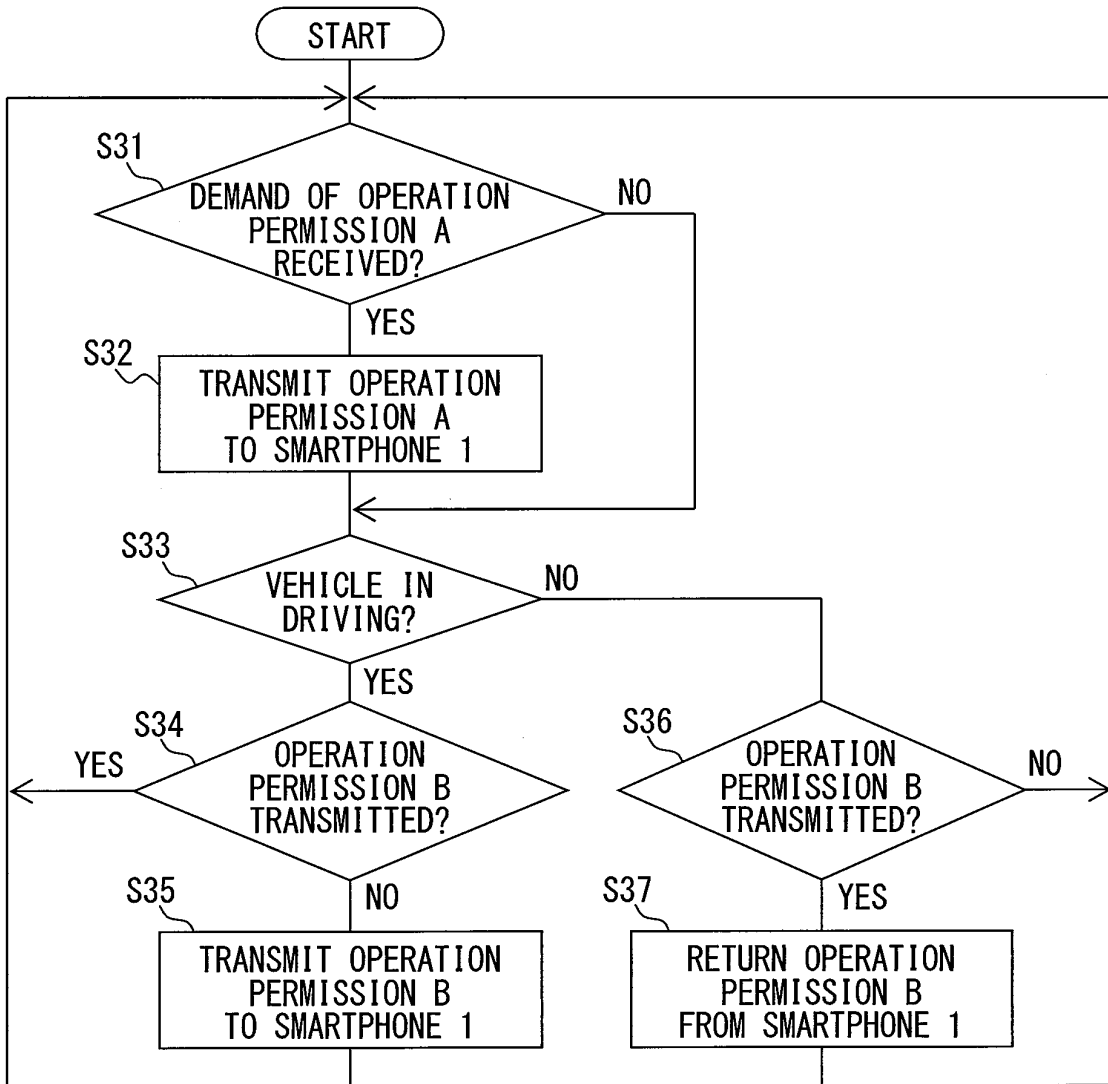 START
S31
DEMAND OF OPERATION
PERMISSION A
RECEIVED?
NO
YES
S32
TRANSMIT OPERATION
PERMISSION A
TO SMARTPHONE 1
S33
VEHICLE IN
DRIVING?
NO
YES
S34
OPERATION
PERMISSION B
TRANSMITTED?
YES
NO
S36
OPERATION
PERMISSION B
TRANSMITTED?
NO
YES
S35
TRANSMIT OPERATION
PERMISSION B
TO SMARTPHONE 1
S37
RETURN OPERATION
PERMISSION B
FROM SMARTPHONE 1